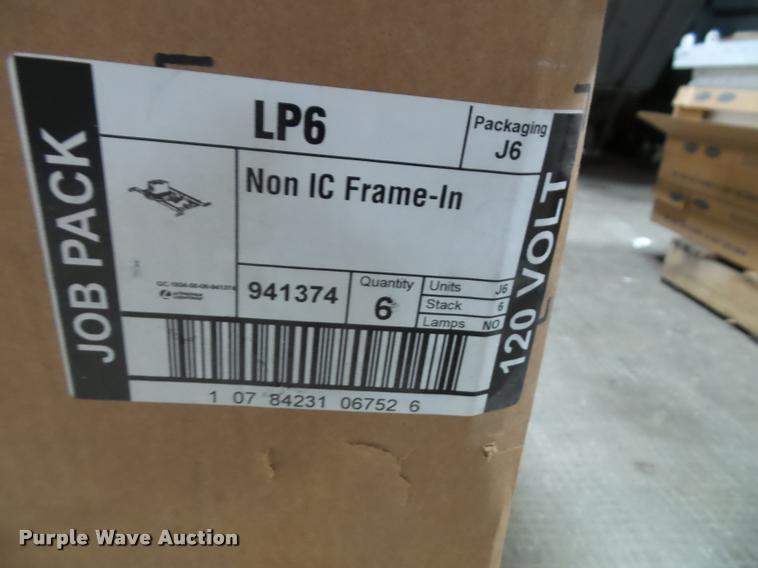 JOB PACK
LP6
Packaging
J6
Non IC Frame-In
120 VOLT
941374
Quantity
6
Units J6
Stack 6
Lamps NO
1 07 84231 06752 6
Purple Wave Auction